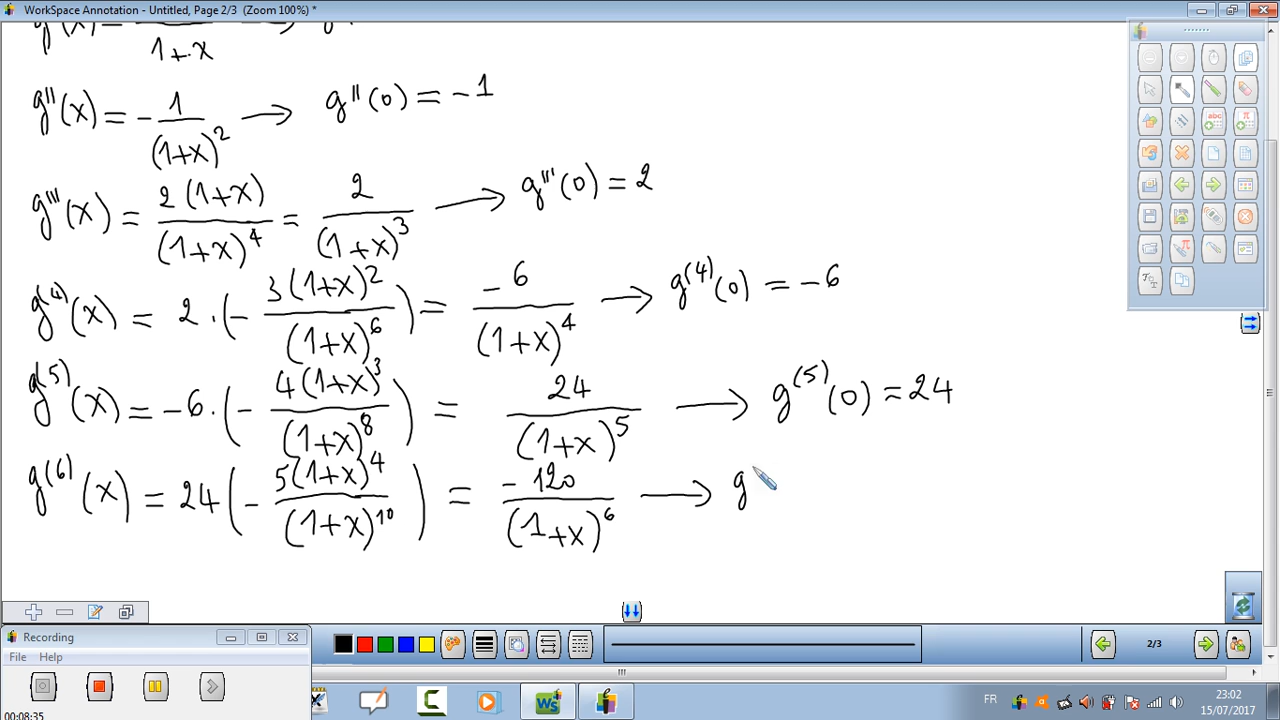 WorkSpace Annotation - Untitled, Page 2/3 (Zoom 100%) *
1+x
g''(x) = - 1/(1+x)^2 → g''(0) = -1
g'''(x) = 2(1+x)/(1+x)^4 = 2/(1+x)^3 → g'''(0) = 2
g^(4)(x) = 2 · (- 3(1+x)^2/(1+x)^6) = -6/(1+x)^4 → g^(4)(0) = -6
g^(5)(x) = -6 · (- 4(1+x)^3/(1+x)^8) = 24/(1+x)^5 → g^(5)(0) = 24
g^(6)(x) = 24 (- 5(1+x)^4/(1+x)^10) = -120/(1+x)^6 → g
Recording
File Help
00:08:35
2/3
FR
23:02
15/07/2017